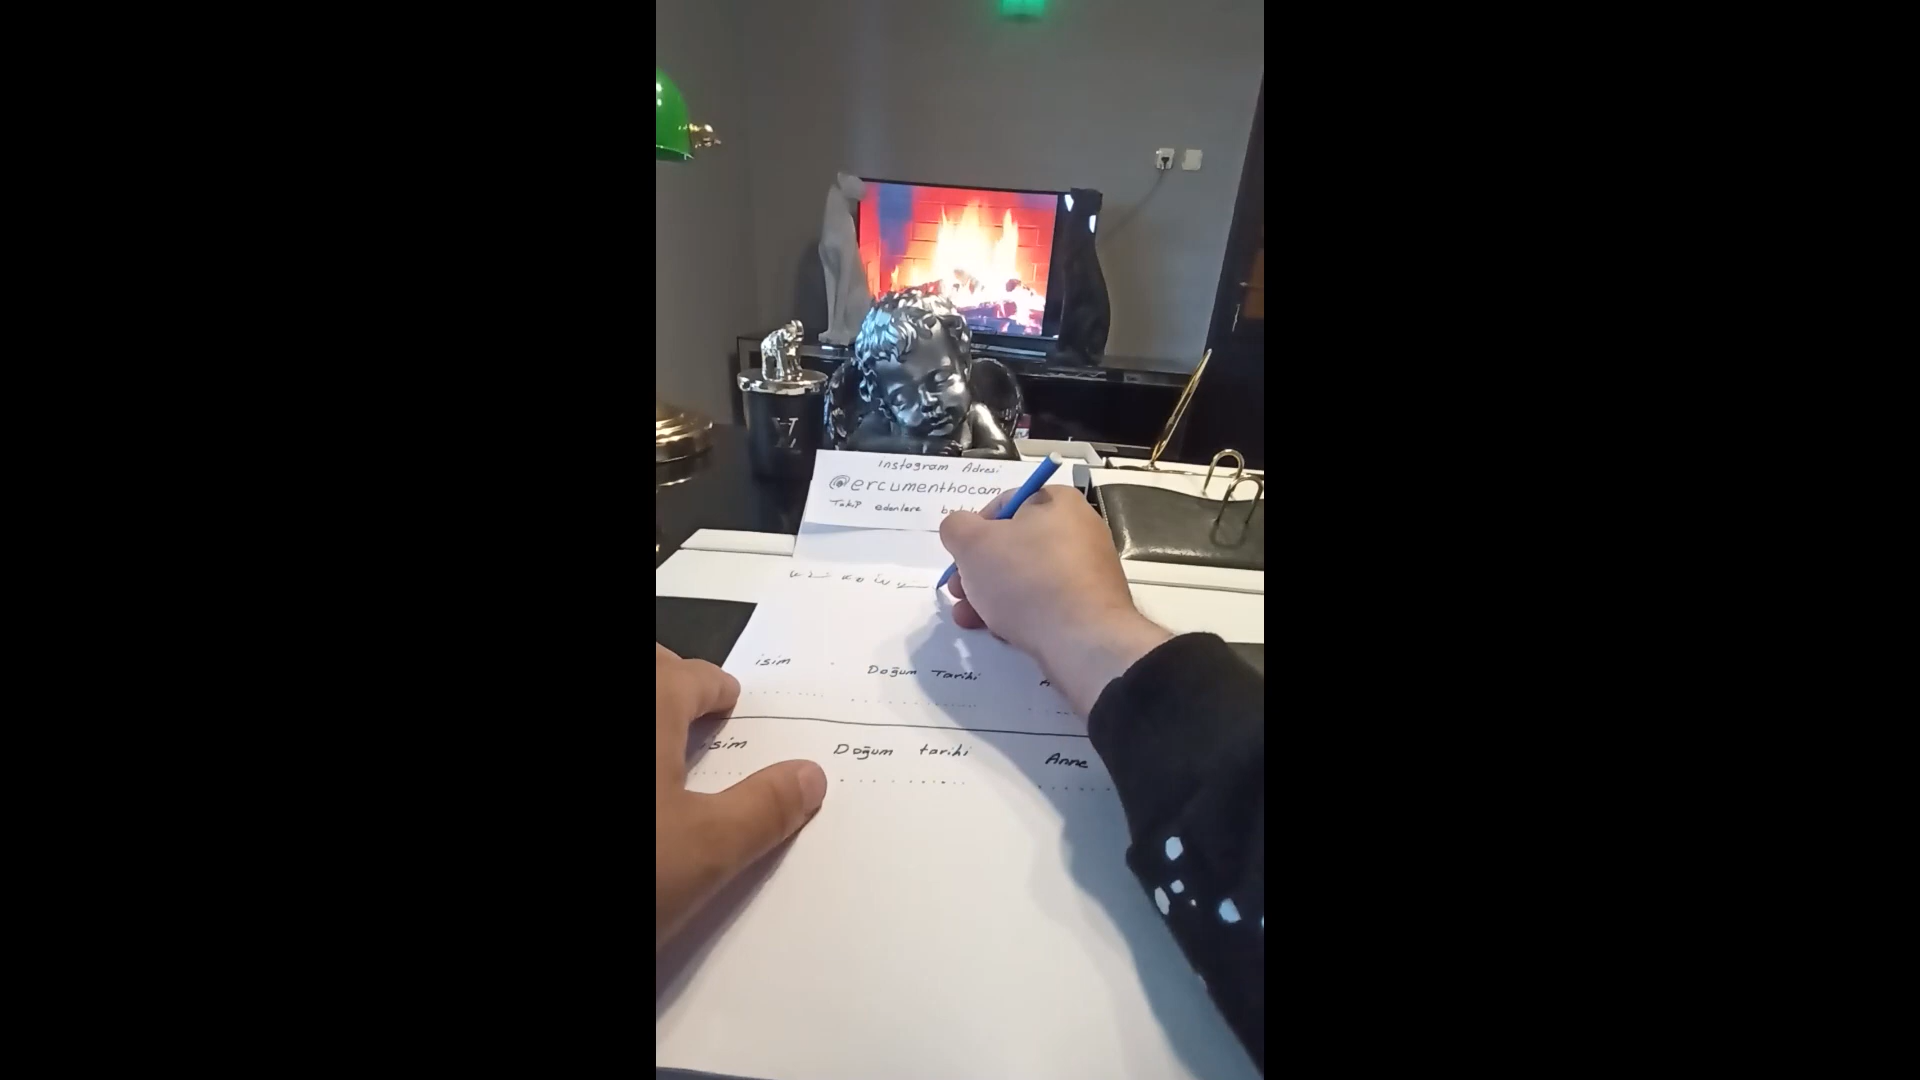 instagram Adresi
@ercumenthocam
Takip edenlere
isim Doğum Tarihi
isim Doğum tarihi Anne